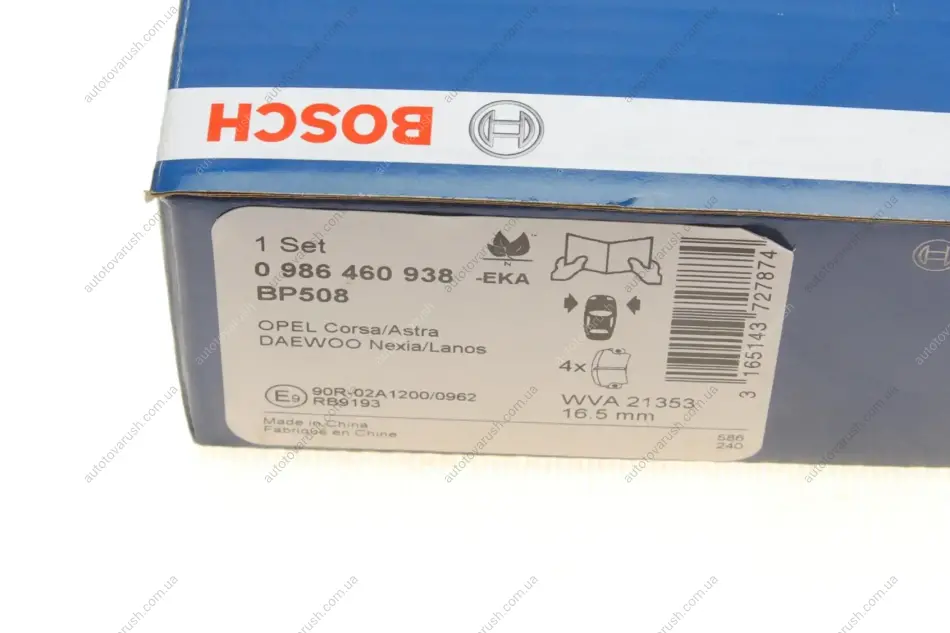 BOSCH
1 Set
0 986 460 938 -EKA
BP508
OPEL Corsa/Astra
DAEWOO Nexia/Lanos
E9 90R-02A1200/0962
RB9193
Made in China
Fabriqué en Chine
4x
WVA 21353
16.5 mm
586
240
3 165143 727874
autotovarush.com.ua